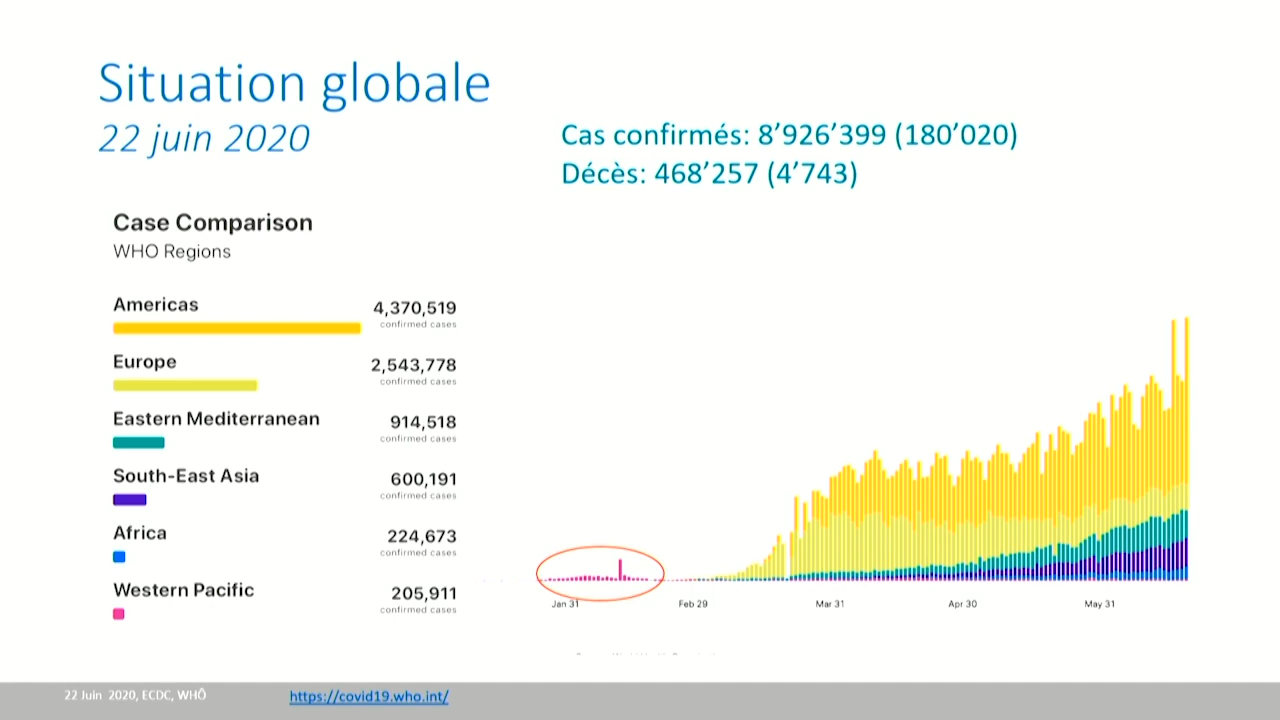 Situation globale
22 juin 2020
Cas confirmés: 8’926’399 (180’020)
Décès: 468’257 (4’743)
Case Comparison
WHO Regions
Americas
4,370,519
confirmed cases
Europe
2,543,778
confirmed cases
Eastern Mediterranean
914,518
confirmed cases
South-East Asia
600,191
confirmed cases
Africa
224,673
confirmed cases
Western Pacific
205,911
confirmed cases
Jan 31
Feb 29
Mar 31
Apr 30
May 31
22 Juin 2020, ECDC, WHÔ
https://covid19.who.int/